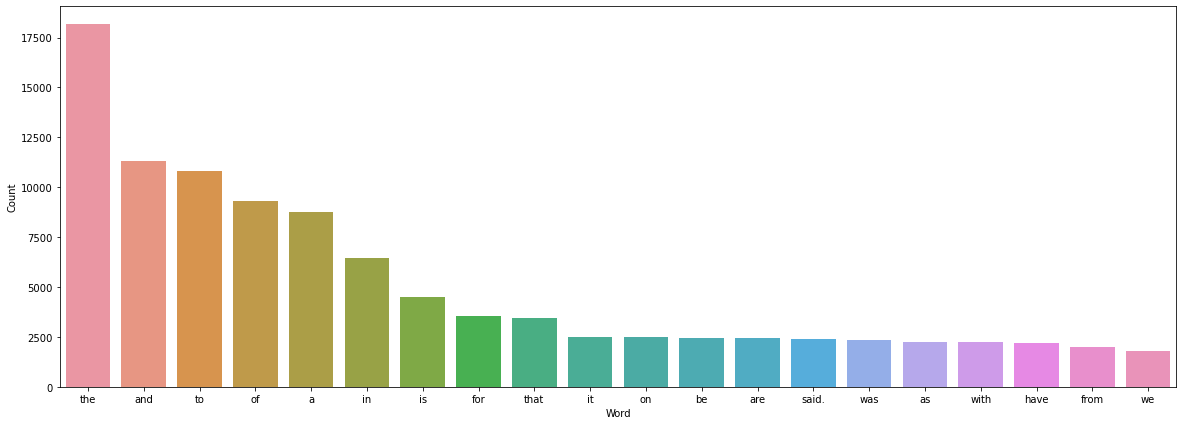 17500
15000
12500
10000
7500
5000
2500
0
Count
the and to of a in is for that it on be are said. was as with have from we
Word